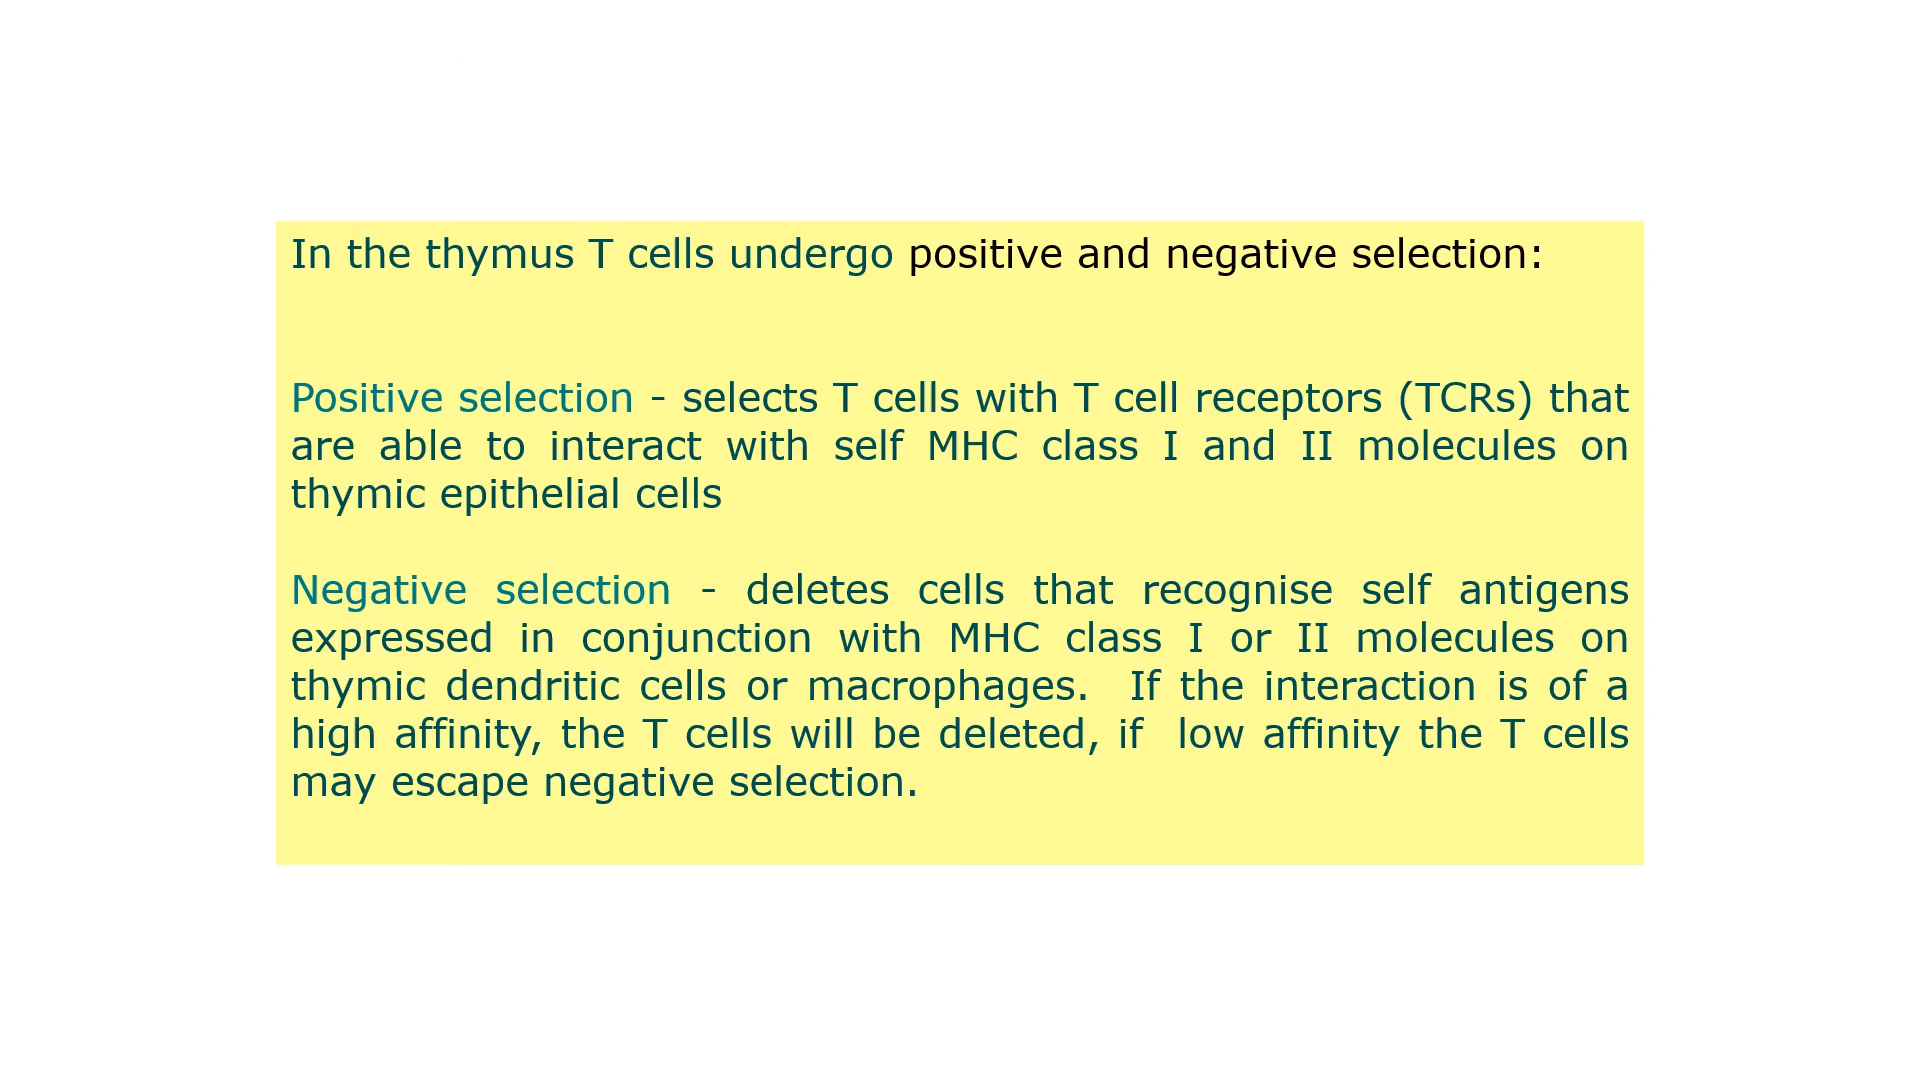 In the thymus T cells undergo positive and negative selection:
Positive selection - selects T cells with T cell receptors (TCRs) that
are able to interact with self MHC class I and II molecules on
thymic epithelial cells
Negative selection - deletes cells that recognise self antigens
expressed in conjunction with MHC class I or II molecules on
thymic dendritic cells or macrophages.  If the interaction is of a
high affinity, the T cells will be deleted, if  low affinity the T cells
may escape negative selection.